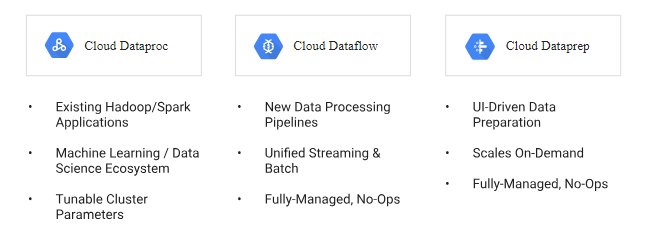 Cloud Dataproc
• Existing Hadoop/Spark
Applications
• Machine Learning / Data
Science Ecosystem
• Tunable Cluster
Parameters
Cloud Dataflow
• New Data Processing
Pipelines
• Unified Streaming &
Batch
• Fully-Managed, No-Ops
Cloud Dataprep
• UI-Driven Data
Preparation
• Scales On-Demand
• Fully-Managed, No-Ops